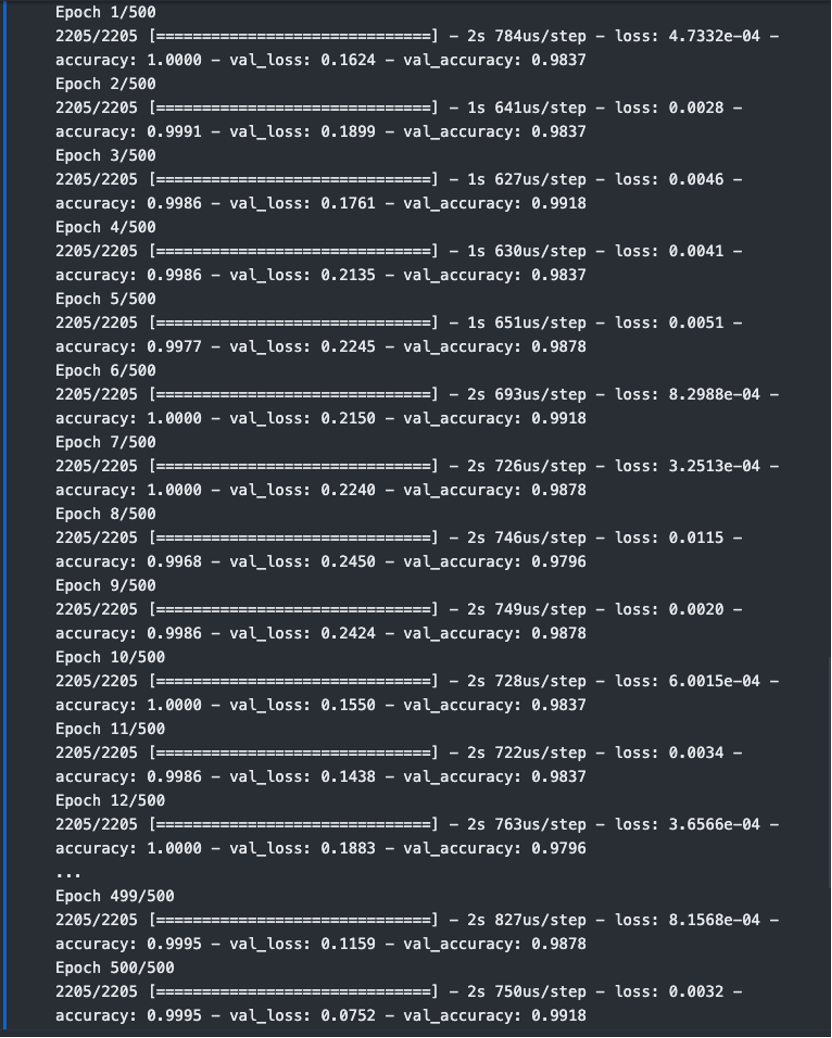 Epoch 1/500
2205/2205 [==============================] - 2s 784us/step - loss: 4.7332e-04 -
accuracy: 1.0000 - val_loss: 0.1624 - val_accuracy: 0.9837
Epoch 2/500
2205/2205 [==============================] - 1s 641us/step - loss: 0.0028 -
accuracy: 0.9991 - val_loss: 0.1899 - val_accuracy: 0.9837
Epoch 3/500
2205/2205 [==============================] - 1s 627us/step - loss: 0.0046 -
accuracy: 0.9986 - val_loss: 0.1761 - val_accuracy: 0.9918
Epoch 4/500
2205/2205 [==============================] - 1s 630us/step - loss: 0.0041 -
accuracy: 0.9986 - val_loss: 0.2135 - val_accuracy: 0.9837
Epoch 5/500
2205/2205 [==============================] - 1s 651us/step - loss: 0.0051 -
accuracy: 0.9977 - val_loss: 0.2245 - val_accuracy: 0.9878
Epoch 6/500
2205/2205 [==============================] - 2s 693us/step - loss: 8.2988e-04 -
accuracy: 1.0000 - val_loss: 0.2150 - val_accuracy: 0.9918
Epoch 7/500
2205/2205 [==============================] - 2s 726us/step - loss: 3.2513e-04 -
accuracy: 1.0000 - val_loss: 0.2240 - val_accuracy: 0.9878
Epoch 8/500
2205/2205 [==============================] - 2s 746us/step - loss: 0.0115 -
accuracy: 0.9968 - val_loss: 0.2450 - val_accuracy: 0.9796
Epoch 9/500
2205/2205 [==============================] - 2s 749us/step - loss: 0.0020 -
accuracy: 0.9986 - val_loss: 0.2424 - val_accuracy: 0.9878
Epoch 10/500
2205/2205 [==============================] - 2s 728us/step - loss: 6.0015e-04 -
accuracy: 1.0000 - val_loss: 0.1550 - val_accuracy: 0.9837
Epoch 11/500
2205/2205 [==============================] - 2s 722us/step - loss: 0.0034 -
accuracy: 0.9986 - val_loss: 0.1438 - val_accuracy: 0.9837
Epoch 12/500
2205/2205 [==============================] - 2s 763us/step - loss: 3.6566e-04 -
accuracy: 1.0000 - val_loss: 0.1883 - val_accuracy: 0.9796
...
Epoch 499/500
2205/2205 [==============================] - 2s 827us/step - loss: 8.1568e-04 -
accuracy: 0.9995 - val_loss: 0.1159 - val_accuracy: 0.9878
Epoch 500/500
2205/2205 [==============================] - 2s 750us/step - loss: 0.0032 -
accuracy: 0.9995 - val_loss: 0.0752 - val_accuracy: 0.9918